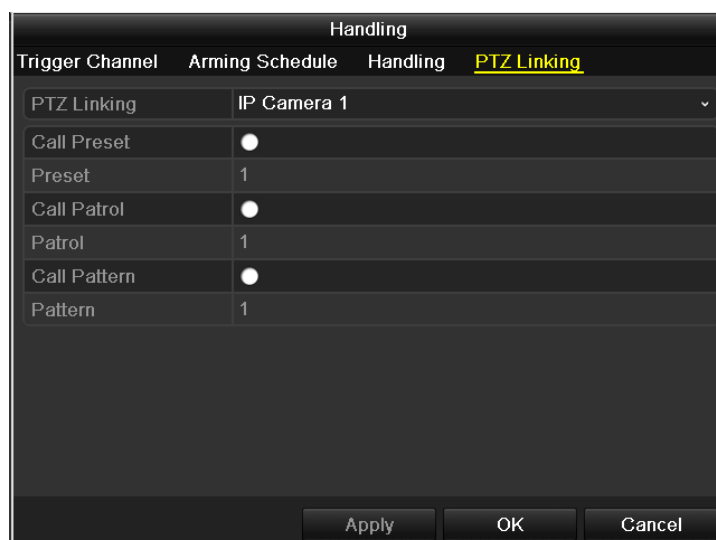 Handling
Trigger Channel Arming Schedule Handling PTZ Linking
PTZ Linking IP Camera 1
Call Preset
Preset 1
Call Patrol
Patrol 1
Call Pattern
Pattern 1
Apply OK Cancel